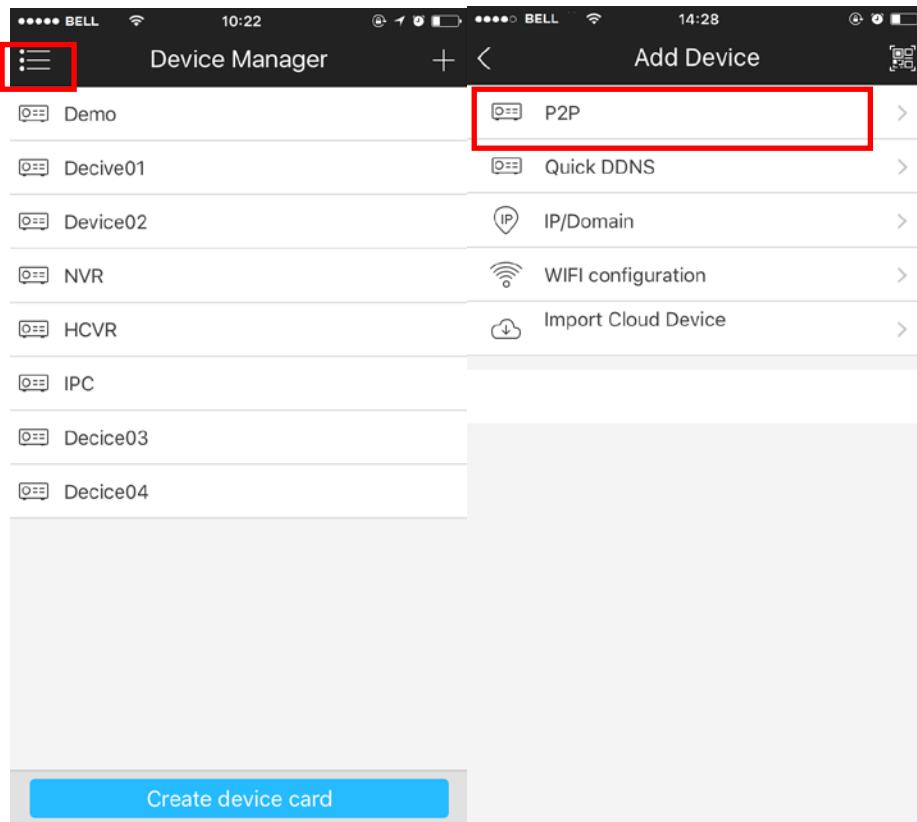 BELL 10:22
Device Manager
Demo
Decive01
Device02
NVR
HCVR
IPC
Decice03
Decice04
Create device card
BELL 14:28
Add Device
P2P
Quick DDNS
IP IP/Domain
WIFI configuration
Import Cloud Device